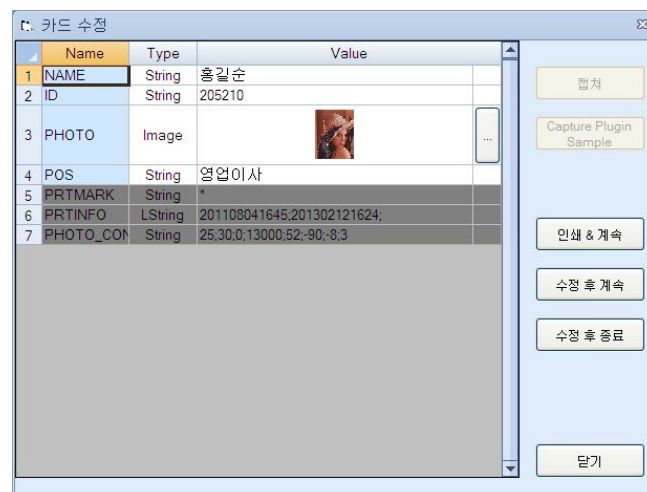 카드 수정
Name Type Value
1 NAME String 홍길순
2 ID String 205210
3 PHOTO Image ...
4 POS String 영업이사
5 PRTMARK String *
6 PRTINFO LString 201108041645;201302121624;
7 PHOTO_CON String 25;30;0;13000;52;-90;-8;3
캡쳐
Capture Plugin
Sample
인쇄 & 계속
수정 후 계속
수정 후 종료
닫기